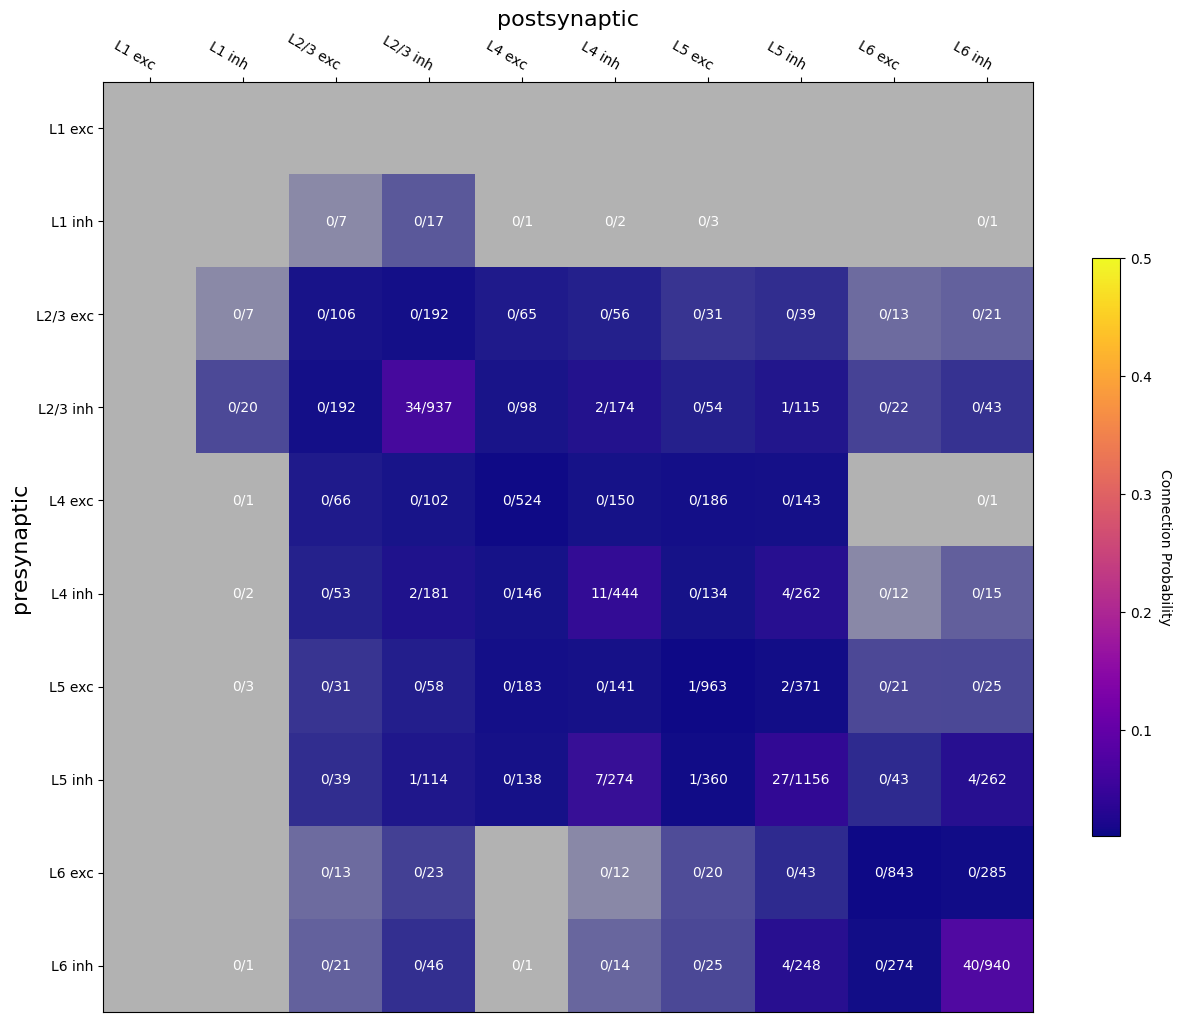 postsynaptic
L1 exc L1 inh L2/3 exc L2/3 inh L4 exc L4 inh L5 exc L5 inh L6 exc L6 inh
L1 exc
L1 inh 0/7 0/17 0/1 0/2 0/3 0/1
L2/3 exc 0/7 0/106 0/192 0/65 0/56 0/31 0/39 0/13 0/21
L2/3 inh 0/20 0/192 34/937 0/98 2/174 0/54 1/115 0/22 0/43
L4 exc 0/1 0/66 0/102 0/524 0/150 0/186 0/143 0/1
L4 inh 0/2 0/53 2/181 0/146 11/444 0/134 4/262 0/12 0/15
L5 exc 0/3 0/31 0/58 0/183 0/141 1/963 2/371 0/21 0/25
L5 inh 0/39 1/114 0/138 7/274 1/360 27/1156 0/43 4/262
L6 exc 0/13 0/23 0/12 0/20 0/43 0/843 0/285
L6 inh 0/1 0/21 0/46 0/1 0/14 0/25 4/248 0/274 40/940
presynaptic
0.5
0.4
0.3
0.2
0.1
Connection Probability